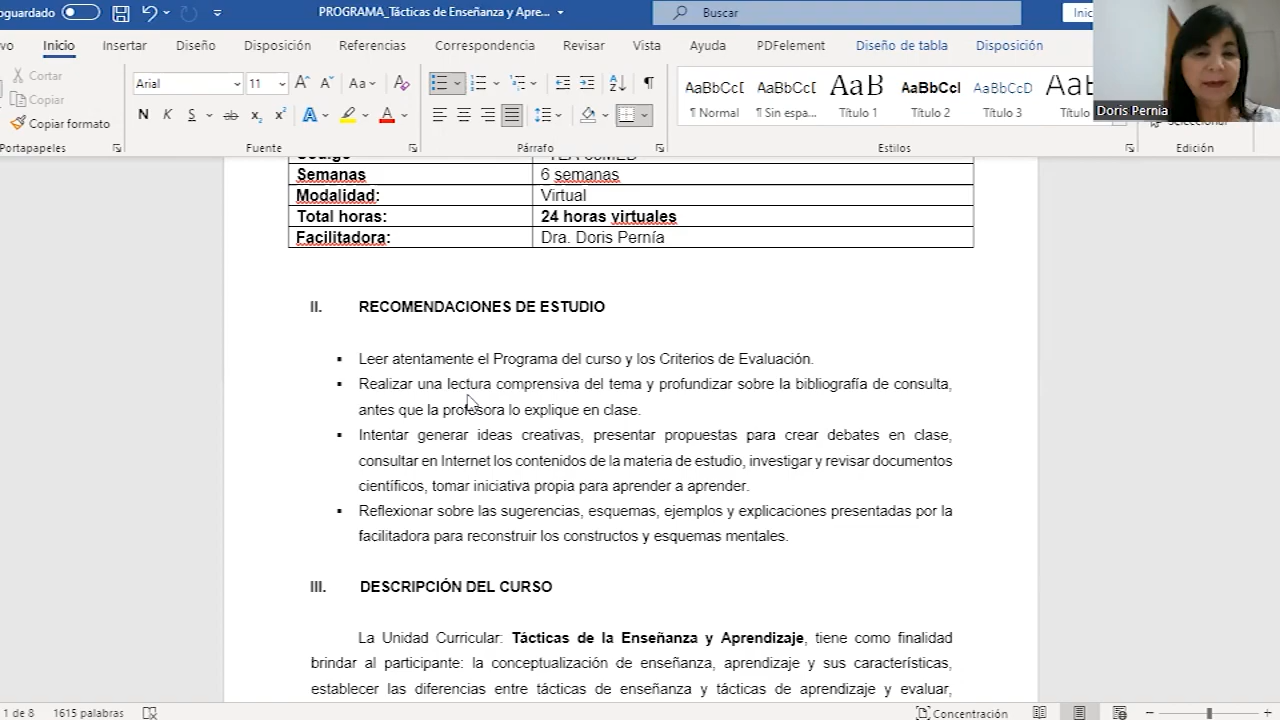 oguardado PROGRAMA_Tácticas de Enseñanza y Apre... Buscar Inic
vo Inicio Insertar Diseño Disposición Referencias Correspondencia Revisar Vista Ayuda PDFelement Diseño de tabla Disposición
Cortar
Copiar
Copiar formato
Arial 11
AaBbCcI AaBbCcI AaB AaBbCcl AaBbCcD
¶ Normal ¶ Sin espa... Título 1 Título 2 Título 3 Título
Portapapeles Fuente Párrafo Estilos Edición
Doris Pernia
Semanas 6 semanas
Modalidad: Virtual
Total horas: 24 horas virtuales
Facilitadora: Dra. Doris Pernía
II. RECOMENDACIONES DE ESTUDIO
▪ Leer atentamente el Programa del curso y los Criterios de Evaluación.
▪ Realizar una lectura comprensiva del tema y profundizar sobre la bibliografía de consulta,
antes que la profesora lo explique en clase.
▪ Intentar generar ideas creativas, presentar propuestas para crear debates en clase,
consultar en Internet los contenidos de la materia de estudio, investigar y revisar documentos
científicos, tomar iniciativa propia para aprender a aprender.
▪ Reflexionar sobre las sugerencias, esquemas, ejemplos y explicaciones presentadas por la
facilitadora para reconstruir los constructos y esquemas mentales.
III. DESCRIPCIÓN DEL CURSO
La Unidad Curricular: Tácticas de la Enseñanza y Aprendizaje, tiene como finalidad
brindar al participante: la conceptualización de enseñanza, aprendizaje y sus características,
establecer las diferencias entre tácticas de enseñanza y tácticas de aprendizaje y evaluar,
1 de 8 1615 palabras Concentración